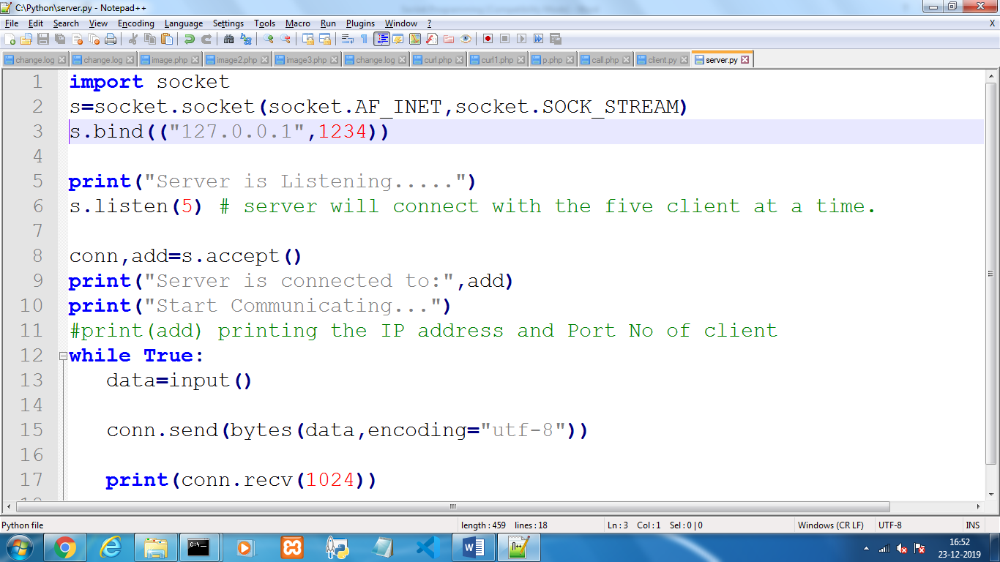 C:\Python\server.py - Notepad++
File Edit Search View Encoding Language Settings Tools Macro Run Plugins Window ? X
change.log change.log image.php image2.php image3.php change.log curl.php curl1.php p.php call.php client.py server.py
1 import socket
2 s=socket.socket(socket.AF_INET,socket.SOCK_STREAM)
3 s.bind(("127.0.0.1",1234))
4
5 print("Server is Listening.....")
6 s.listen(5) # server will connect with the five client at a time.
7
8 conn,add=s.accept()
9 print("Server is connected to:",add)
10 print("Start Communicating...")
11 #print(add) printing the IP address and Port No of client
12 while True:
13 data=input()
14
15 conn.send(bytes(data,encoding="utf-8"))
16
17 print(conn.recv(1024))
Python file length : 459 lines : 18 Ln : 3 Col : 1 Sel : 0 | 0 Windows (CR LF) UTF-8 INS
16:52
23-12-2019